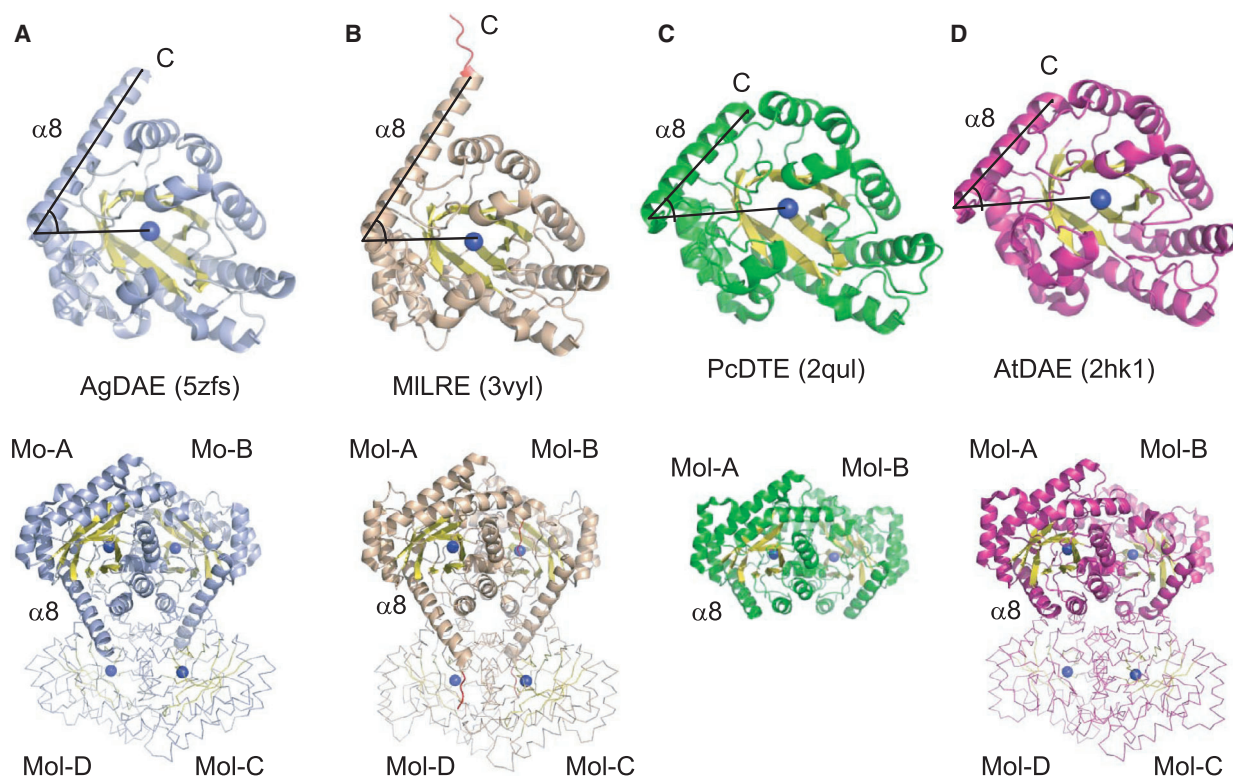 A
B
C
D
C
C
C
C
α8
α8
α8
α8
AgDAE (5zfs)
MlLRE (3vyl)
PcDTE (2qul)
AtDAE (2hk1)
Mo-A
Mo-B
Mol-A
Mol-B
Mol-A
Mol-B
Mol-A
Mol-B
α8
α8
α8
α8
Mol-D
Mol-C
Mol-D
Mol-C
Mol-D
Mol-C